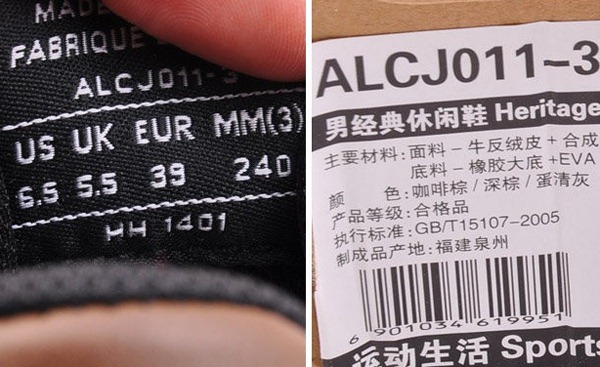 MADE
FABRIQUE
ALCJ011-3
US UK EUR MM(3)
6.5 5.5 39 240
HH 1401
ALCJ011-3
男经典休闲鞋 Heritage
主要材料:面料-牛反绒皮+合成
底料-橡胶大底+EVA
颜 色:咖啡棕/深棕/蛋清灰
产品等级:合格品
执行标准:GB/T15107-2005
制成品产地:福建泉州
6 901034 619951
运动生活 Sports